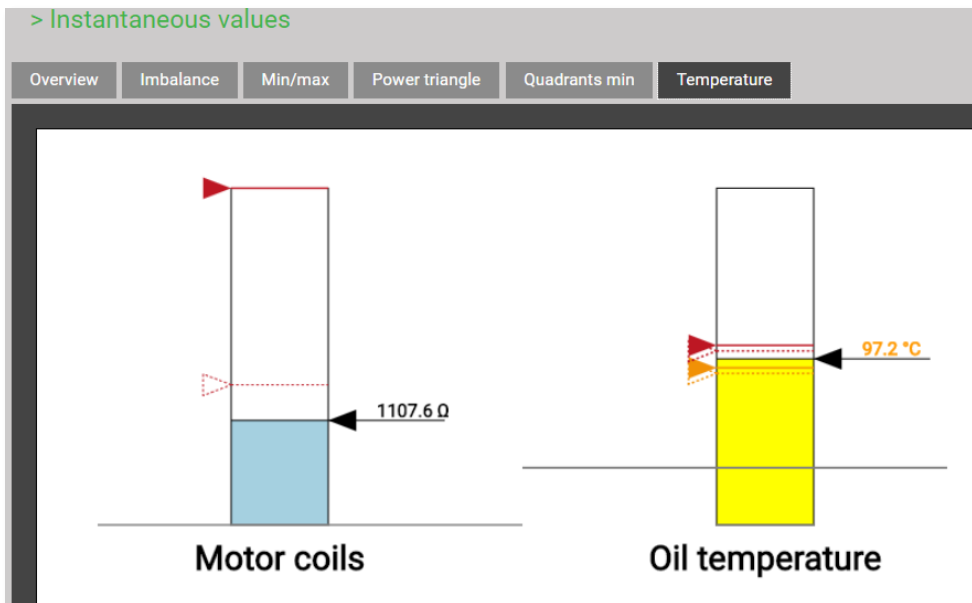 > Instantaneous values
Overview
Imbalance
Min/max
Power triangle
Quadrants min
Temperature
1107.6 Ω
97.2 °C
Motor coils
Oil temperature